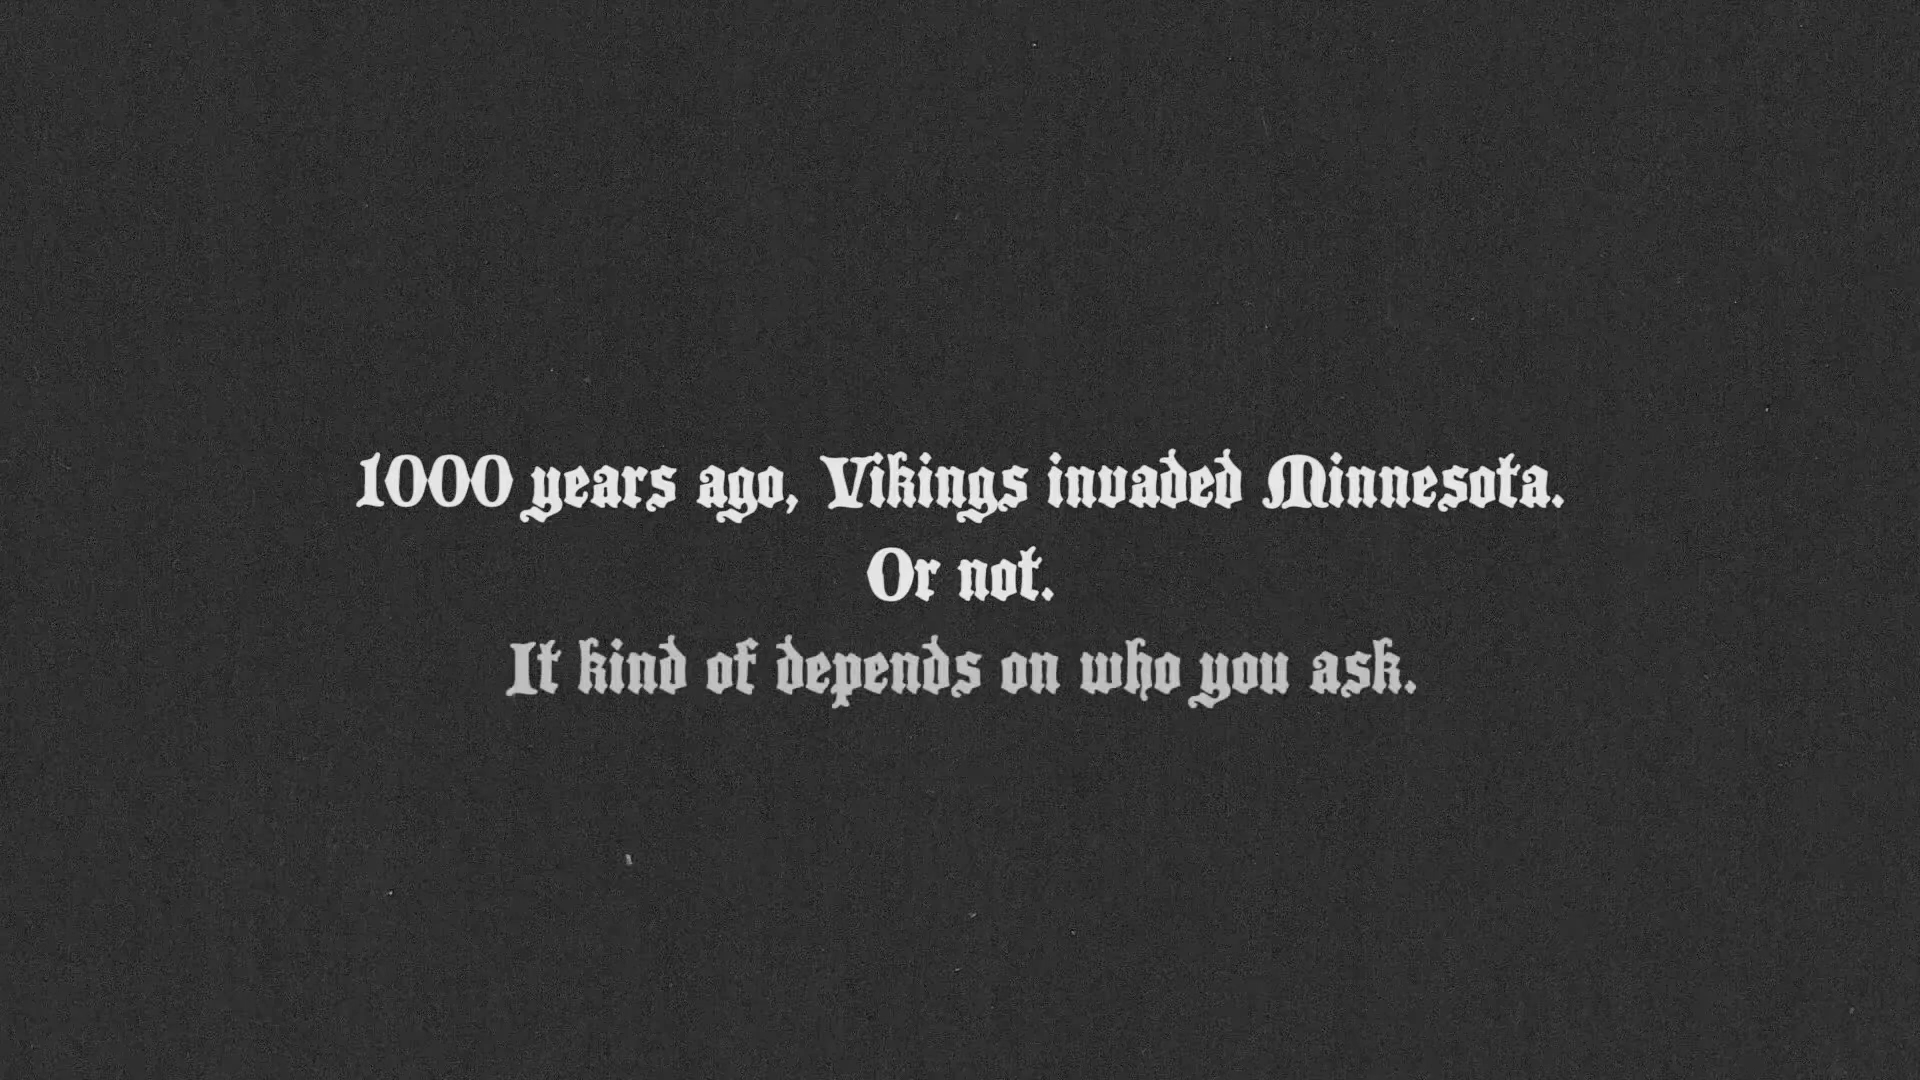 1000 years ago, Vikings invaded Minnesota.
Or not.
It kind of depends on who you ask.